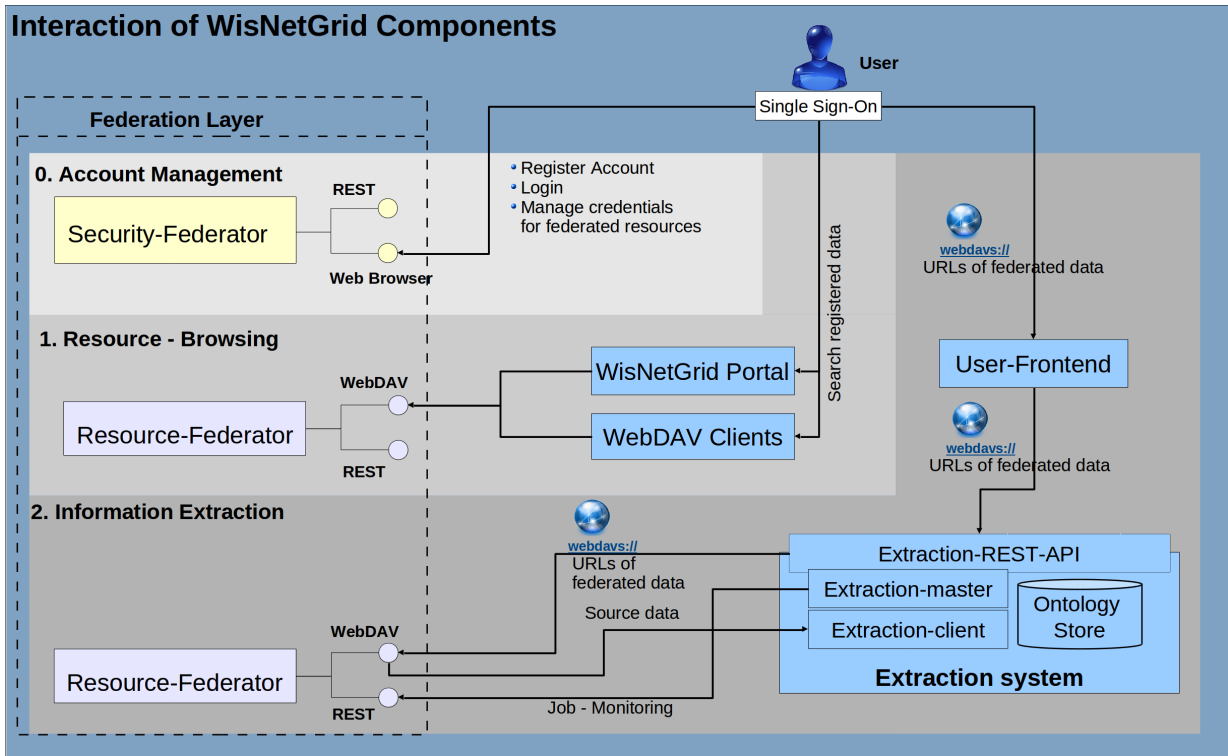 Interaction of WisNetGrid Components
User
Single Sign-On
Federation Layer
0. Account Management
REST
Security-Federator
Web Browser
Register Account
Login
Manage credentials
for federated resources
Search registered data
webdavs://
URLs of federated data
1. Resource - Browsing
WebDAV
Resource-Federator
REST
WisNetGrid Portal
WebDAV Clients
User-Frontend
webdavs://
URLs of federated data
2. Information Extraction
webdavs://
URLs of
federated data
Source data
WebDAV
Resource-Federator
REST
Job - Monitoring
Extraction-REST-API
Extraction-master
Extraction-client
Ontology
Store
Extraction system